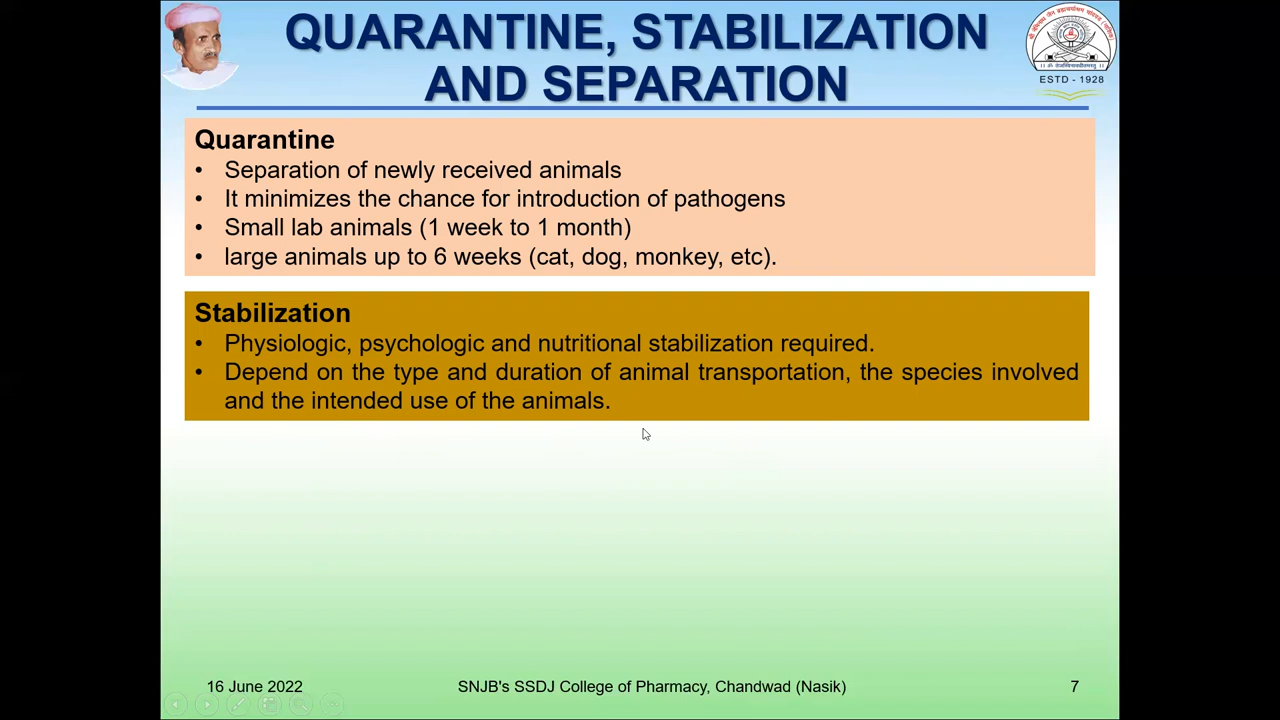 QUARANTINE, STABILIZATION
AND SEPARATION
ESTD - 1928
Quarantine
• Separation of newly received animals
• It minimizes the chance for introduction of pathogens
• Small lab animals (1 week to 1 month)
• large animals up to 6 weeks (cat, dog, monkey, etc).
Stabilization
• Physiologic, psychologic and nutritional stabilization required.
• Depend on the type and duration of animal transportation, the species involved
and the intended use of the animals.
16 June 2022
SNJB's SSDJ College of Pharmacy, Chandwad (Nasik)
7